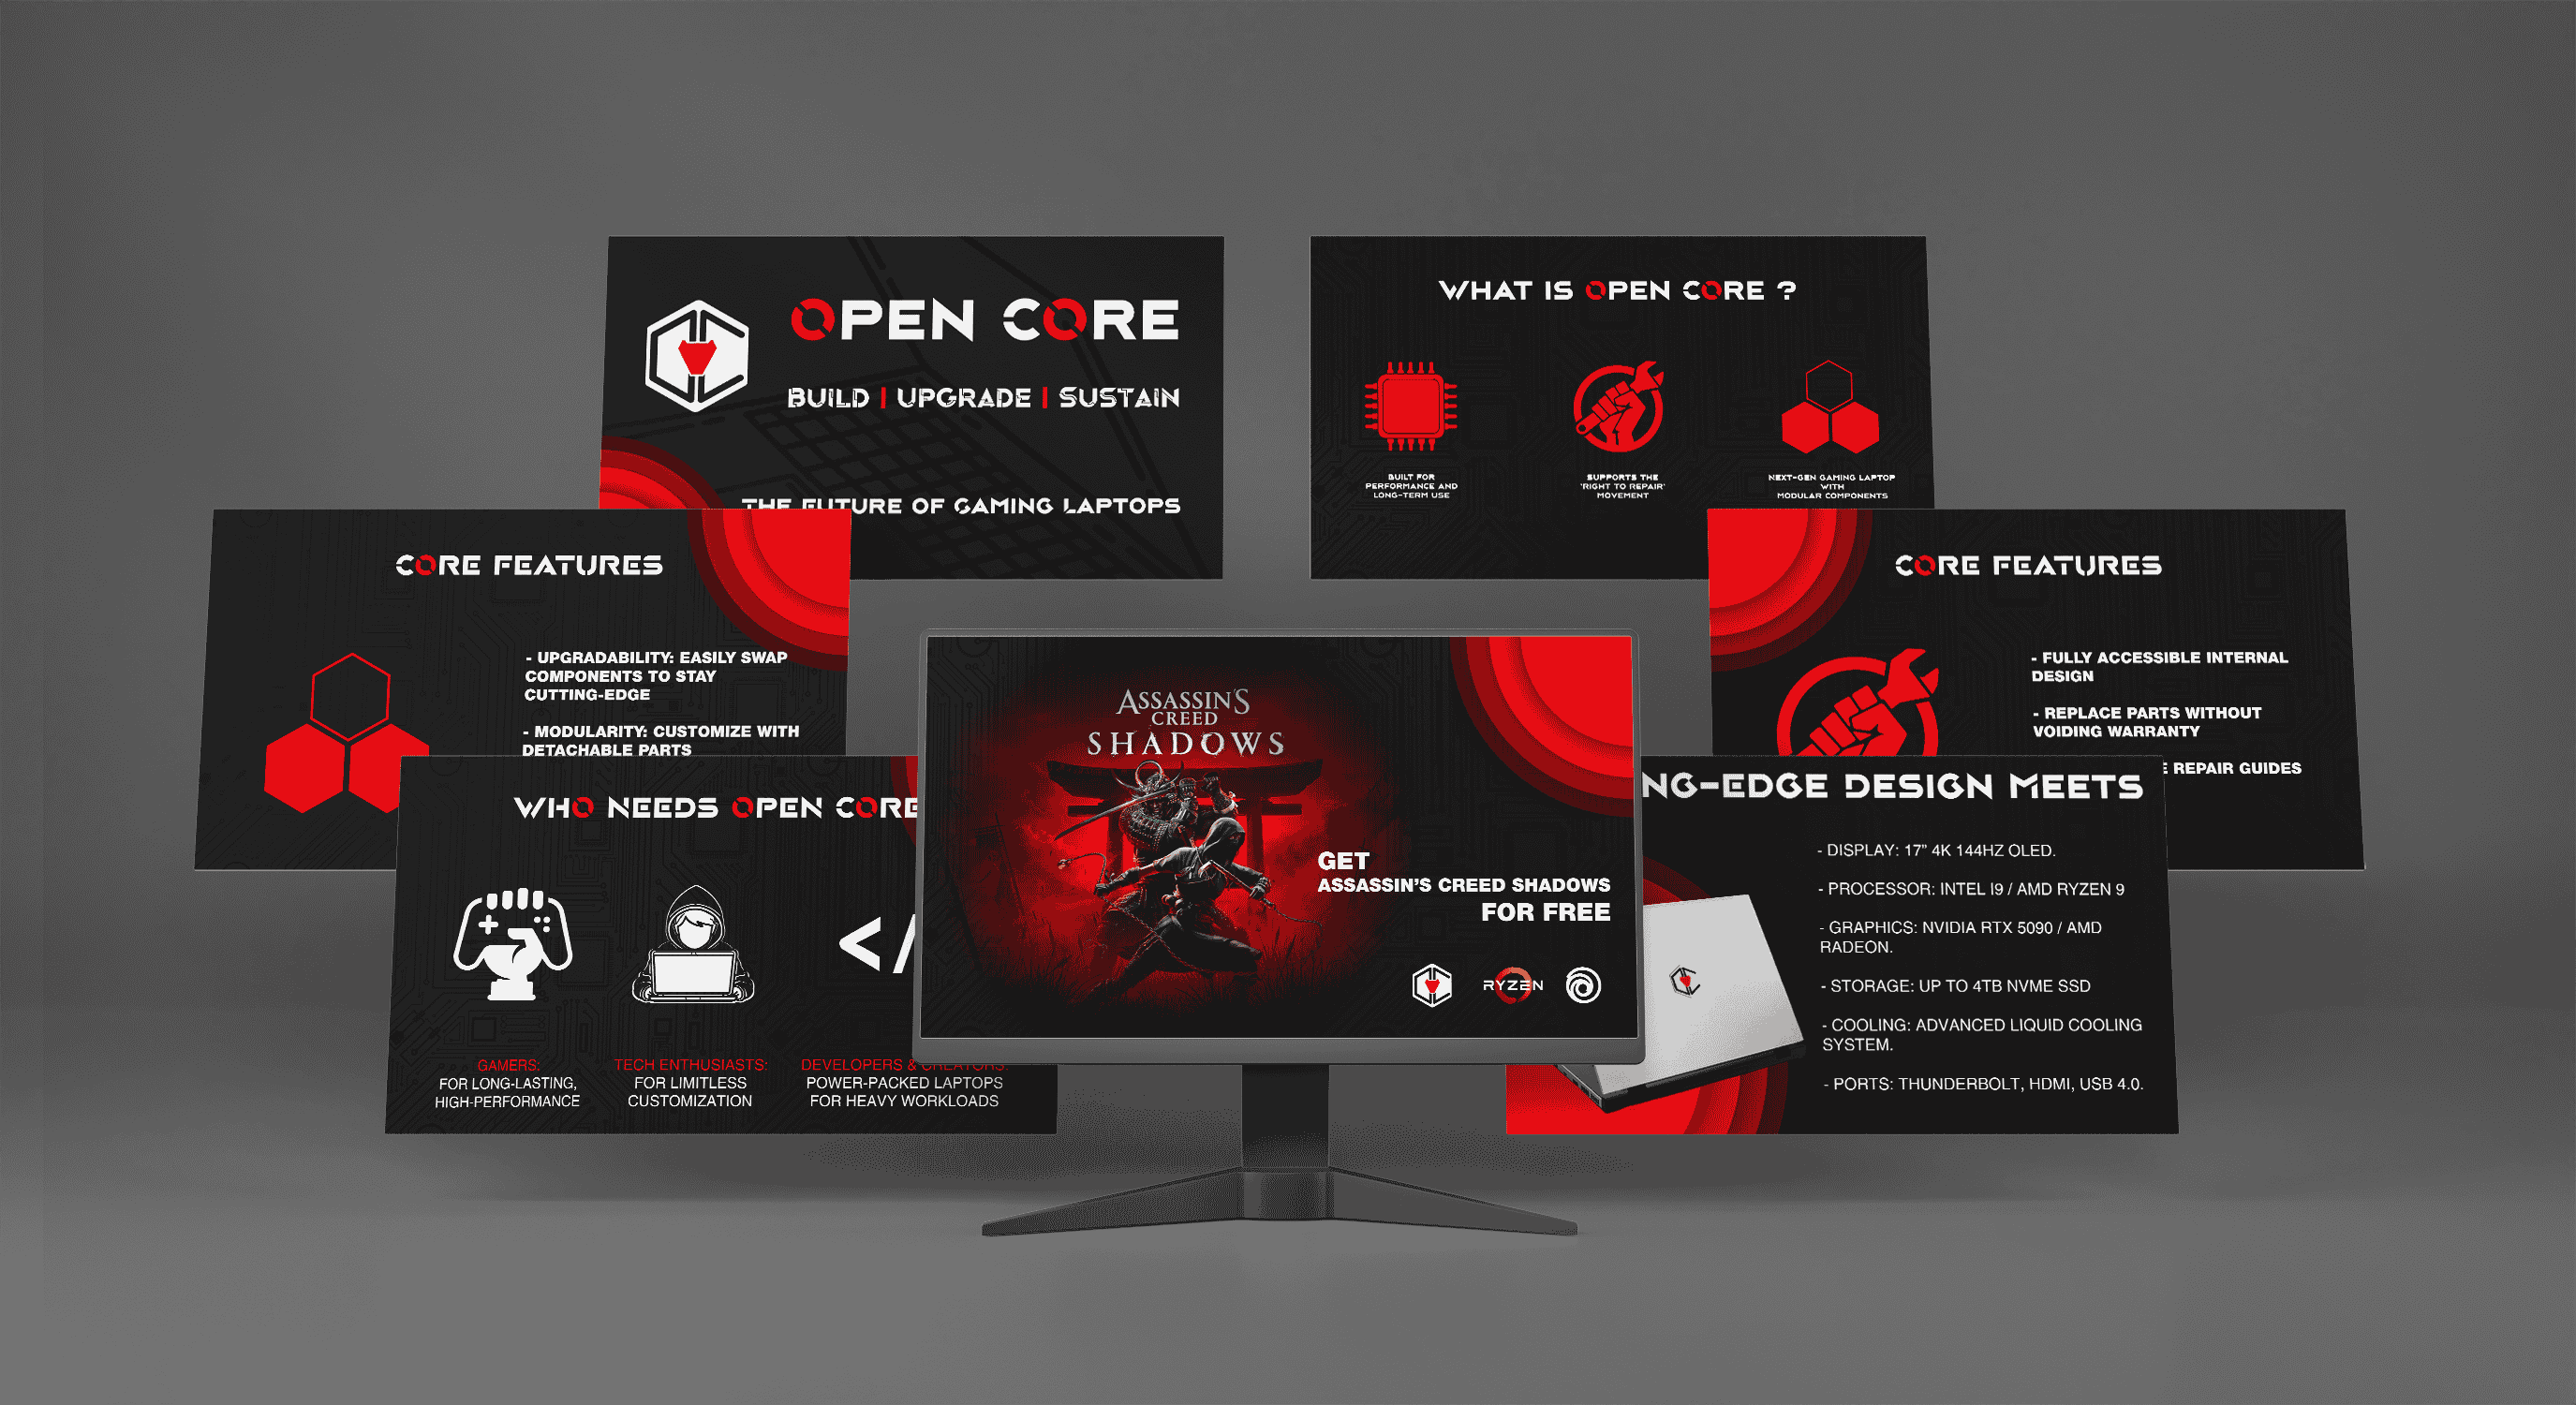 OPEN CORE
BUILD | UPGRADE | SUSTAIN
THE FUTURE OF GAMING LAPTOPS
WHAT IS OPEN CORE ?
BUILT FOR
PERFORMANCE AND
LONG-TERM USE
SUPPORTS THE
'RIGHT TO REPAIR'
MOVEMENT
NEXT-GEN GAMING LAPTOP
WITH
MODULAR COMPONENTS
CORE FEATURES
- UPGRADABILITY: EASILY SWAP
COMPONENTS TO STAY
CUTTING-EDGE
- MODULARITY: CUSTOMIZE WITH
DETACHABLE PARTS
CORE FEATURES
- FULLY ACCESSIBLE INTERNAL
DESIGN
- REPLACE PARTS WITHOUT
VOIDING WARRANTY
REPAIR GUIDES
WHO NEEDS OPEN CORE
</
GAMERS:
FOR LONG-LASTING,
HIGH-PERFORMANCE
TECH ENTHUSIASTS:
FOR LIMITLESS
CUSTOMIZATION
DEVELOPERS & CREATORS:
POWER-PACKED LAPTOPS
FOR HEAVY WORKLOADS
ASSASSIN'S
CREED
SHADOWS
GET
ASSASSIN'S CREED SHADOWS
FOR FREE
RYZEN
NG-EDGE DESIGN MEETS
- DISPLAY: 17" 4K 144HZ OLED.
- PROCESSOR: INTEL I9 / AMD RYZEN 9
- GRAPHICS: NVIDIA RTX 5090 / AMD
RADEON.
- STORAGE: UP TO 4TB NVME SSD
- COOLING: ADVANCED LIQUID COOLING
SYSTEM.
- PORTS: THUNDERBOLT, HDMI, USB 4.0.